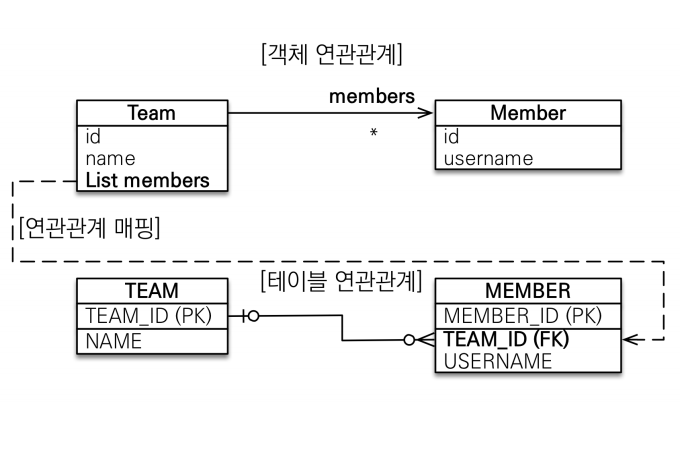 [객체 연관관계]
members
Team
Member
*
id
name
List members
id
username
[연관관계 매핑]
[테이블 연관관계]
TEAM
TEAM_ID (PK)
NAME
MEMBER
MEMBER_ID (PK)
TEAM_ID (FK)
USERNAME